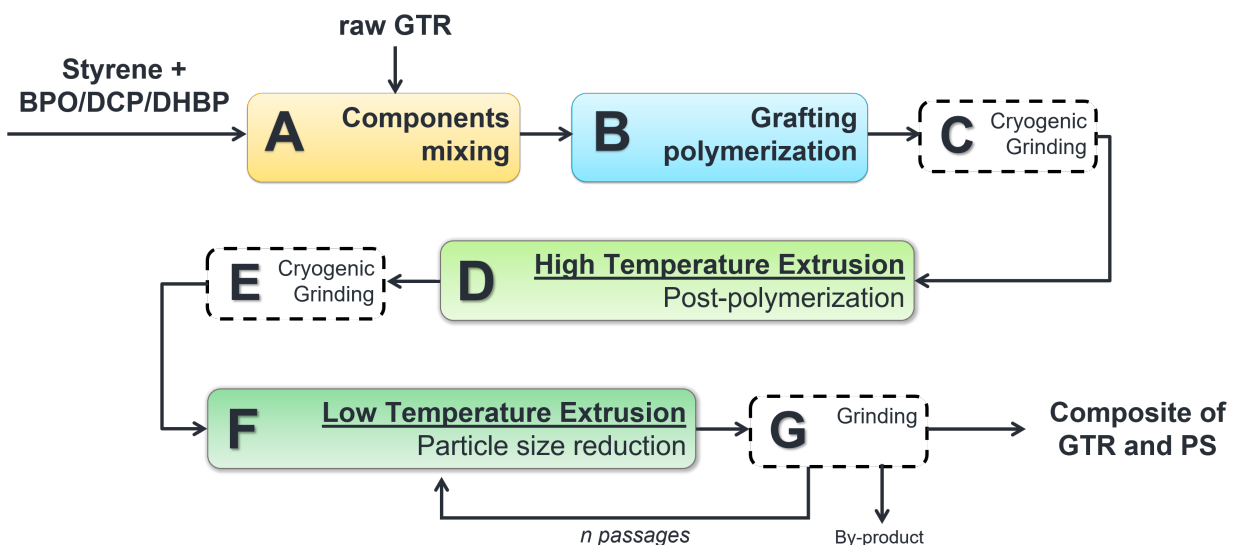 raw GTR
Styrene +
BPO/DCP/DHBP
A
Components
mixing
B
Grafting
polymerization
C
Cryogenic
Grinding
E
Cryogenic
Grinding
D
High Temperature Extrusion
Post-polymerization
F
Low Temperature Extrusion
Particle size reduction
G
Grinding
Composite of
GTR and PS
n passages
By-product